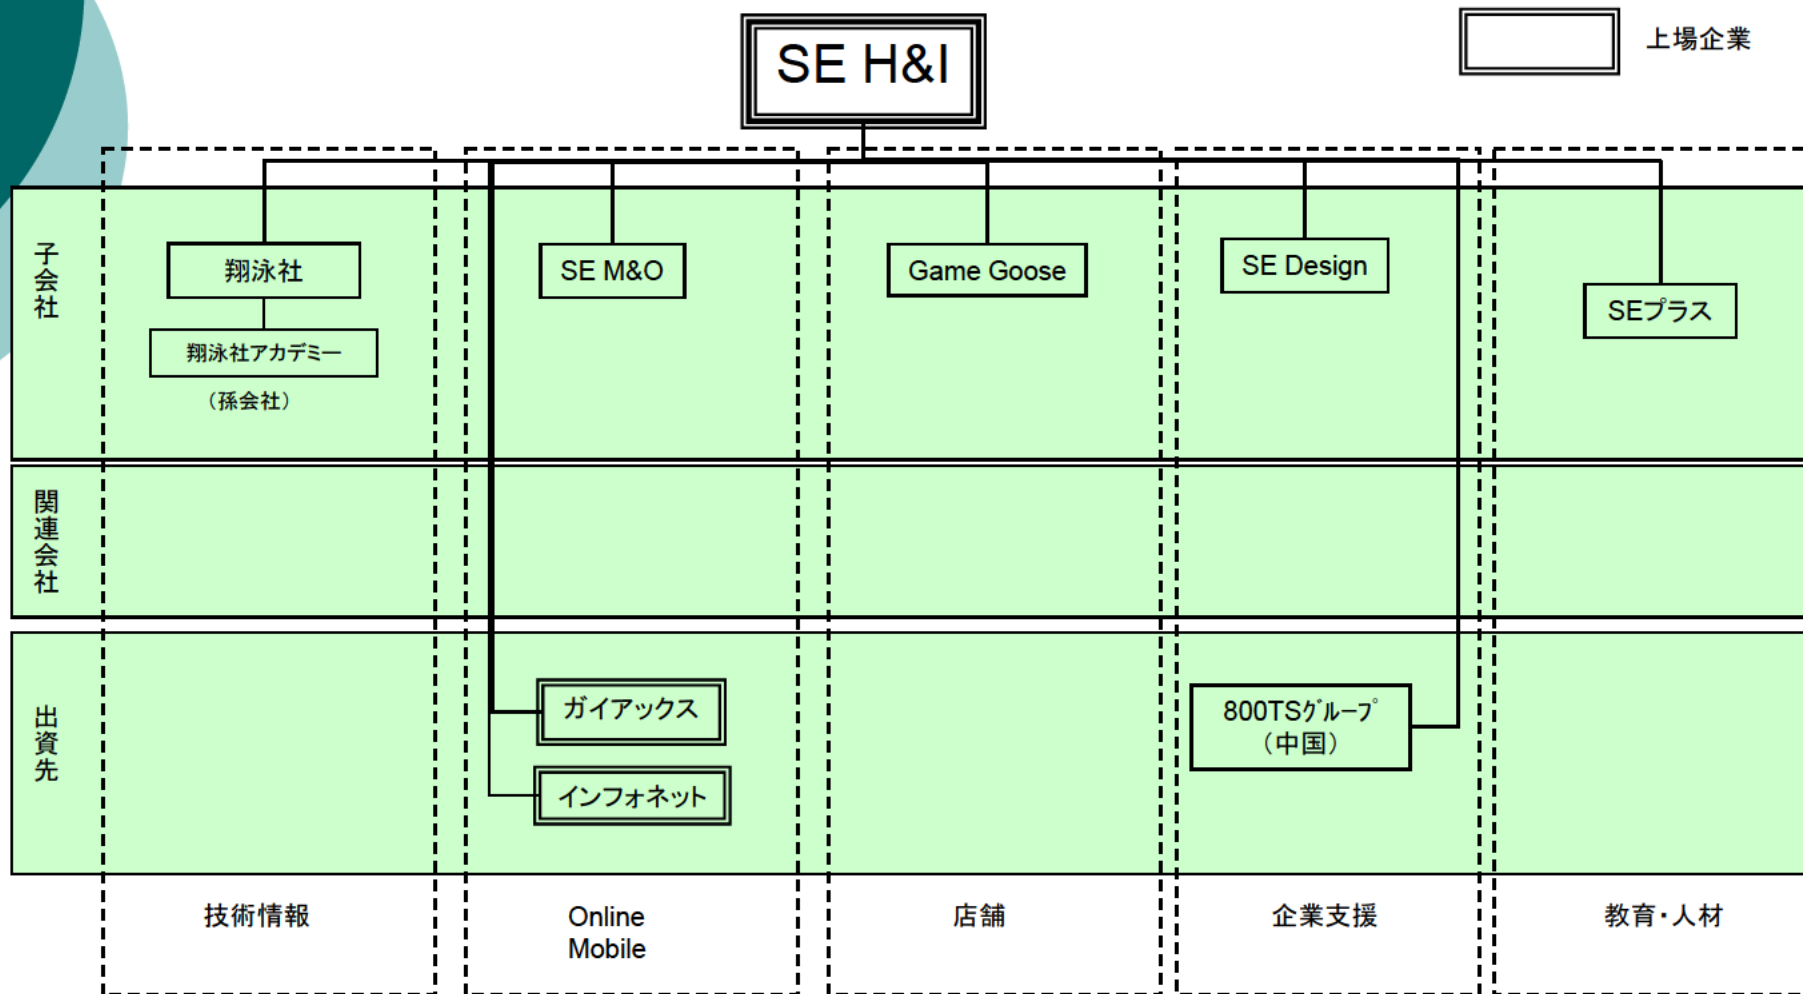 SE H&I
上場企業
子会社
翔泳社
SE M&O
Game Goose
SE Design
SEプラス
翔泳社アカデミー
（孫会社）
関連会社
出資先
ガイアックス
800TSｸﾞﾙｰﾌﾟ
（中国）
インフォネット
技術情報
Online
Mobile
店舗
企業支援
教育・人材